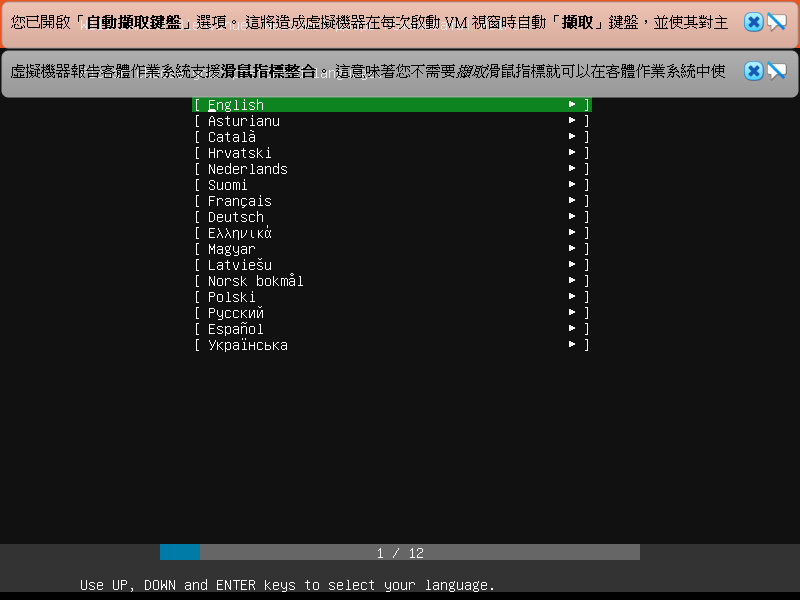 您已開啟「自動擷取鍵盤」選項。 這將造成虛擬機器在每次啟動 VM 視窗時自動「擷取」鍵盤，並使其對主
虛擬機器報告客體作業系統支援滑鼠指標整合。 這意味著您不需要擷取滑鼠指標就可以在客體作業系統中使
[ English ► ]
[ Asturianu ► ]
[ Català ► ]
[ Hrvatski ► ]
[ Nederlands ► ]
[ Suomi ► ]
[ Français ► ]
[ Deutsch ► ]
[ Ελληνικά ► ]
[ Magyar ► ]
[ Latviešu ► ]
[ Norsk bokmål ► ]
[ Polski ► ]
[ Русский ► ]
[ Español ► ]
[ Українська ► ]
1 / 12
Use UP, DOWN and ENTER keys to select your language.